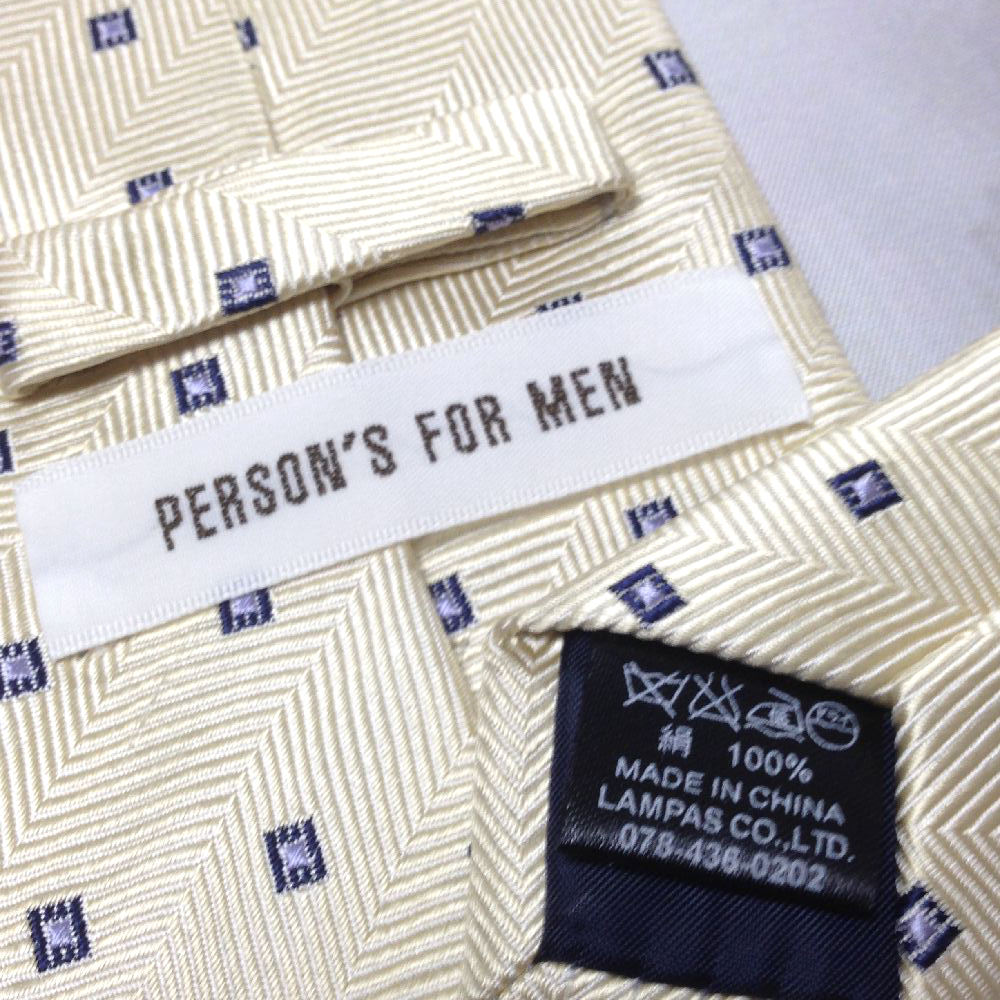 PERSON'S FOR MEN
絹 100%
MADE IN CHINA
LAMPAS CO.,LTD.
078-436-0202